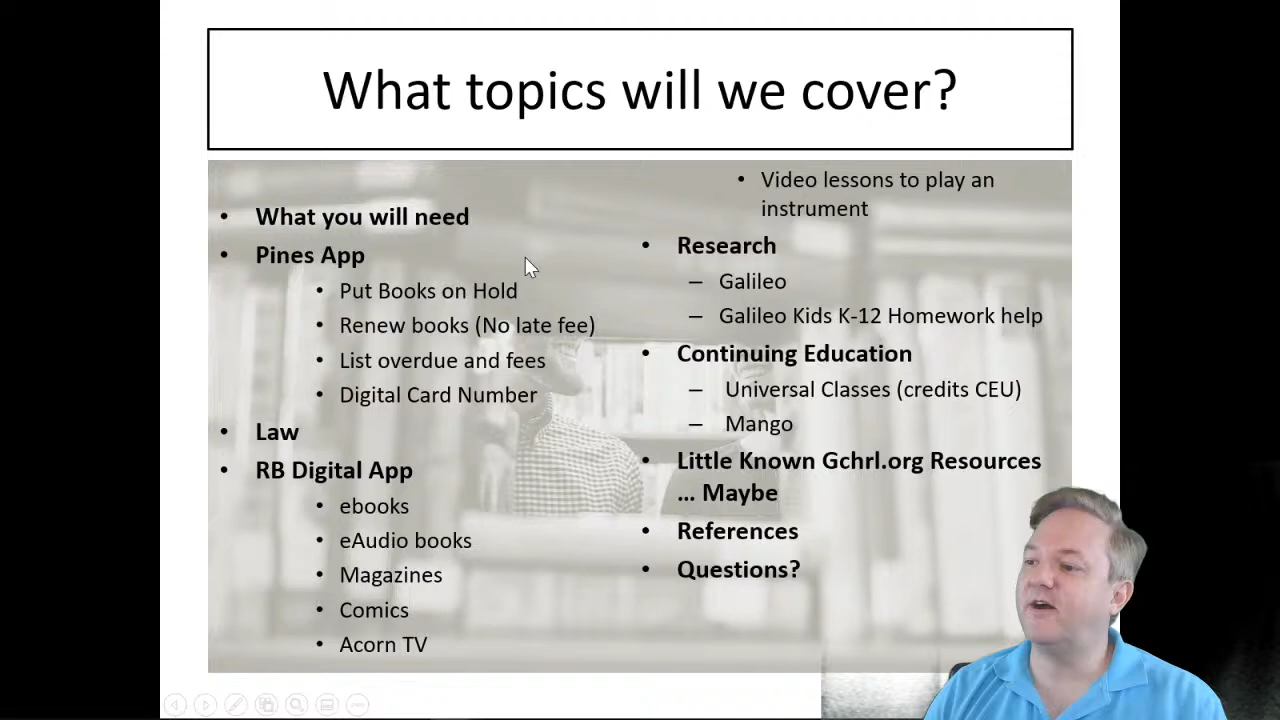 What topics will we cover?
• What you will need
• Pines App
• Put Books on Hold
• Renew books (No late fee)
• List overdue and fees
• Digital Card Number
• Law
• RB Digital App
• ebooks
• eAudio books
• Magazines
• Comics
• Acorn TV
• Video lessons to play an
instrument
• Research
– Galileo
– Galileo Kids K-12 Homework help
• Continuing Education
– Universal Classes (credits CEU)
– Mango
• Little Known Gchrl.org Resources
... Maybe
• References
• Questions?